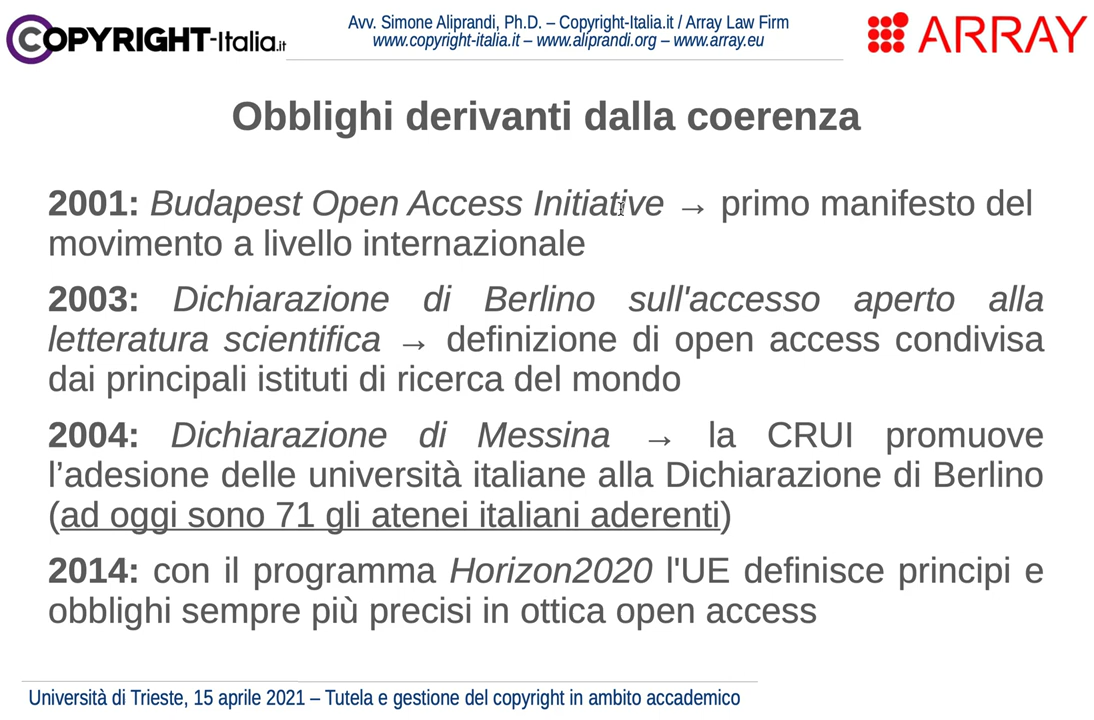 COPYRIGHT-Italia.it
Avv. Simone Aliprandi, Ph.D. – Copyright-Italia.it / Array Law Firm
www.copyright-italia.it – www.aliprandi.org – www.array.eu
ARRAY
Obblighi derivanti dalla coerenza
2001: Budapest Open Access Initiative → primo manifesto del
movimento a livello internazionale
2003: Dichiarazione di Berlino sull'accesso aperto alla
letteratura scientifica → definizione di open access condivisa
dai principali istituti di ricerca del mondo
2004: Dichiarazione di Messina → la CRUI promuove
l’adesione delle università italiane alla Dichiarazione di Berlino
(ad oggi sono 71 gli atenei italiani aderenti)
2014: con il programma Horizon2020 l'UE definisce principi e
obblighi sempre più precisi in ottica open access
Università di Trieste, 15 aprile 2021 – Tutela e gestione del copyright in ambito accademico